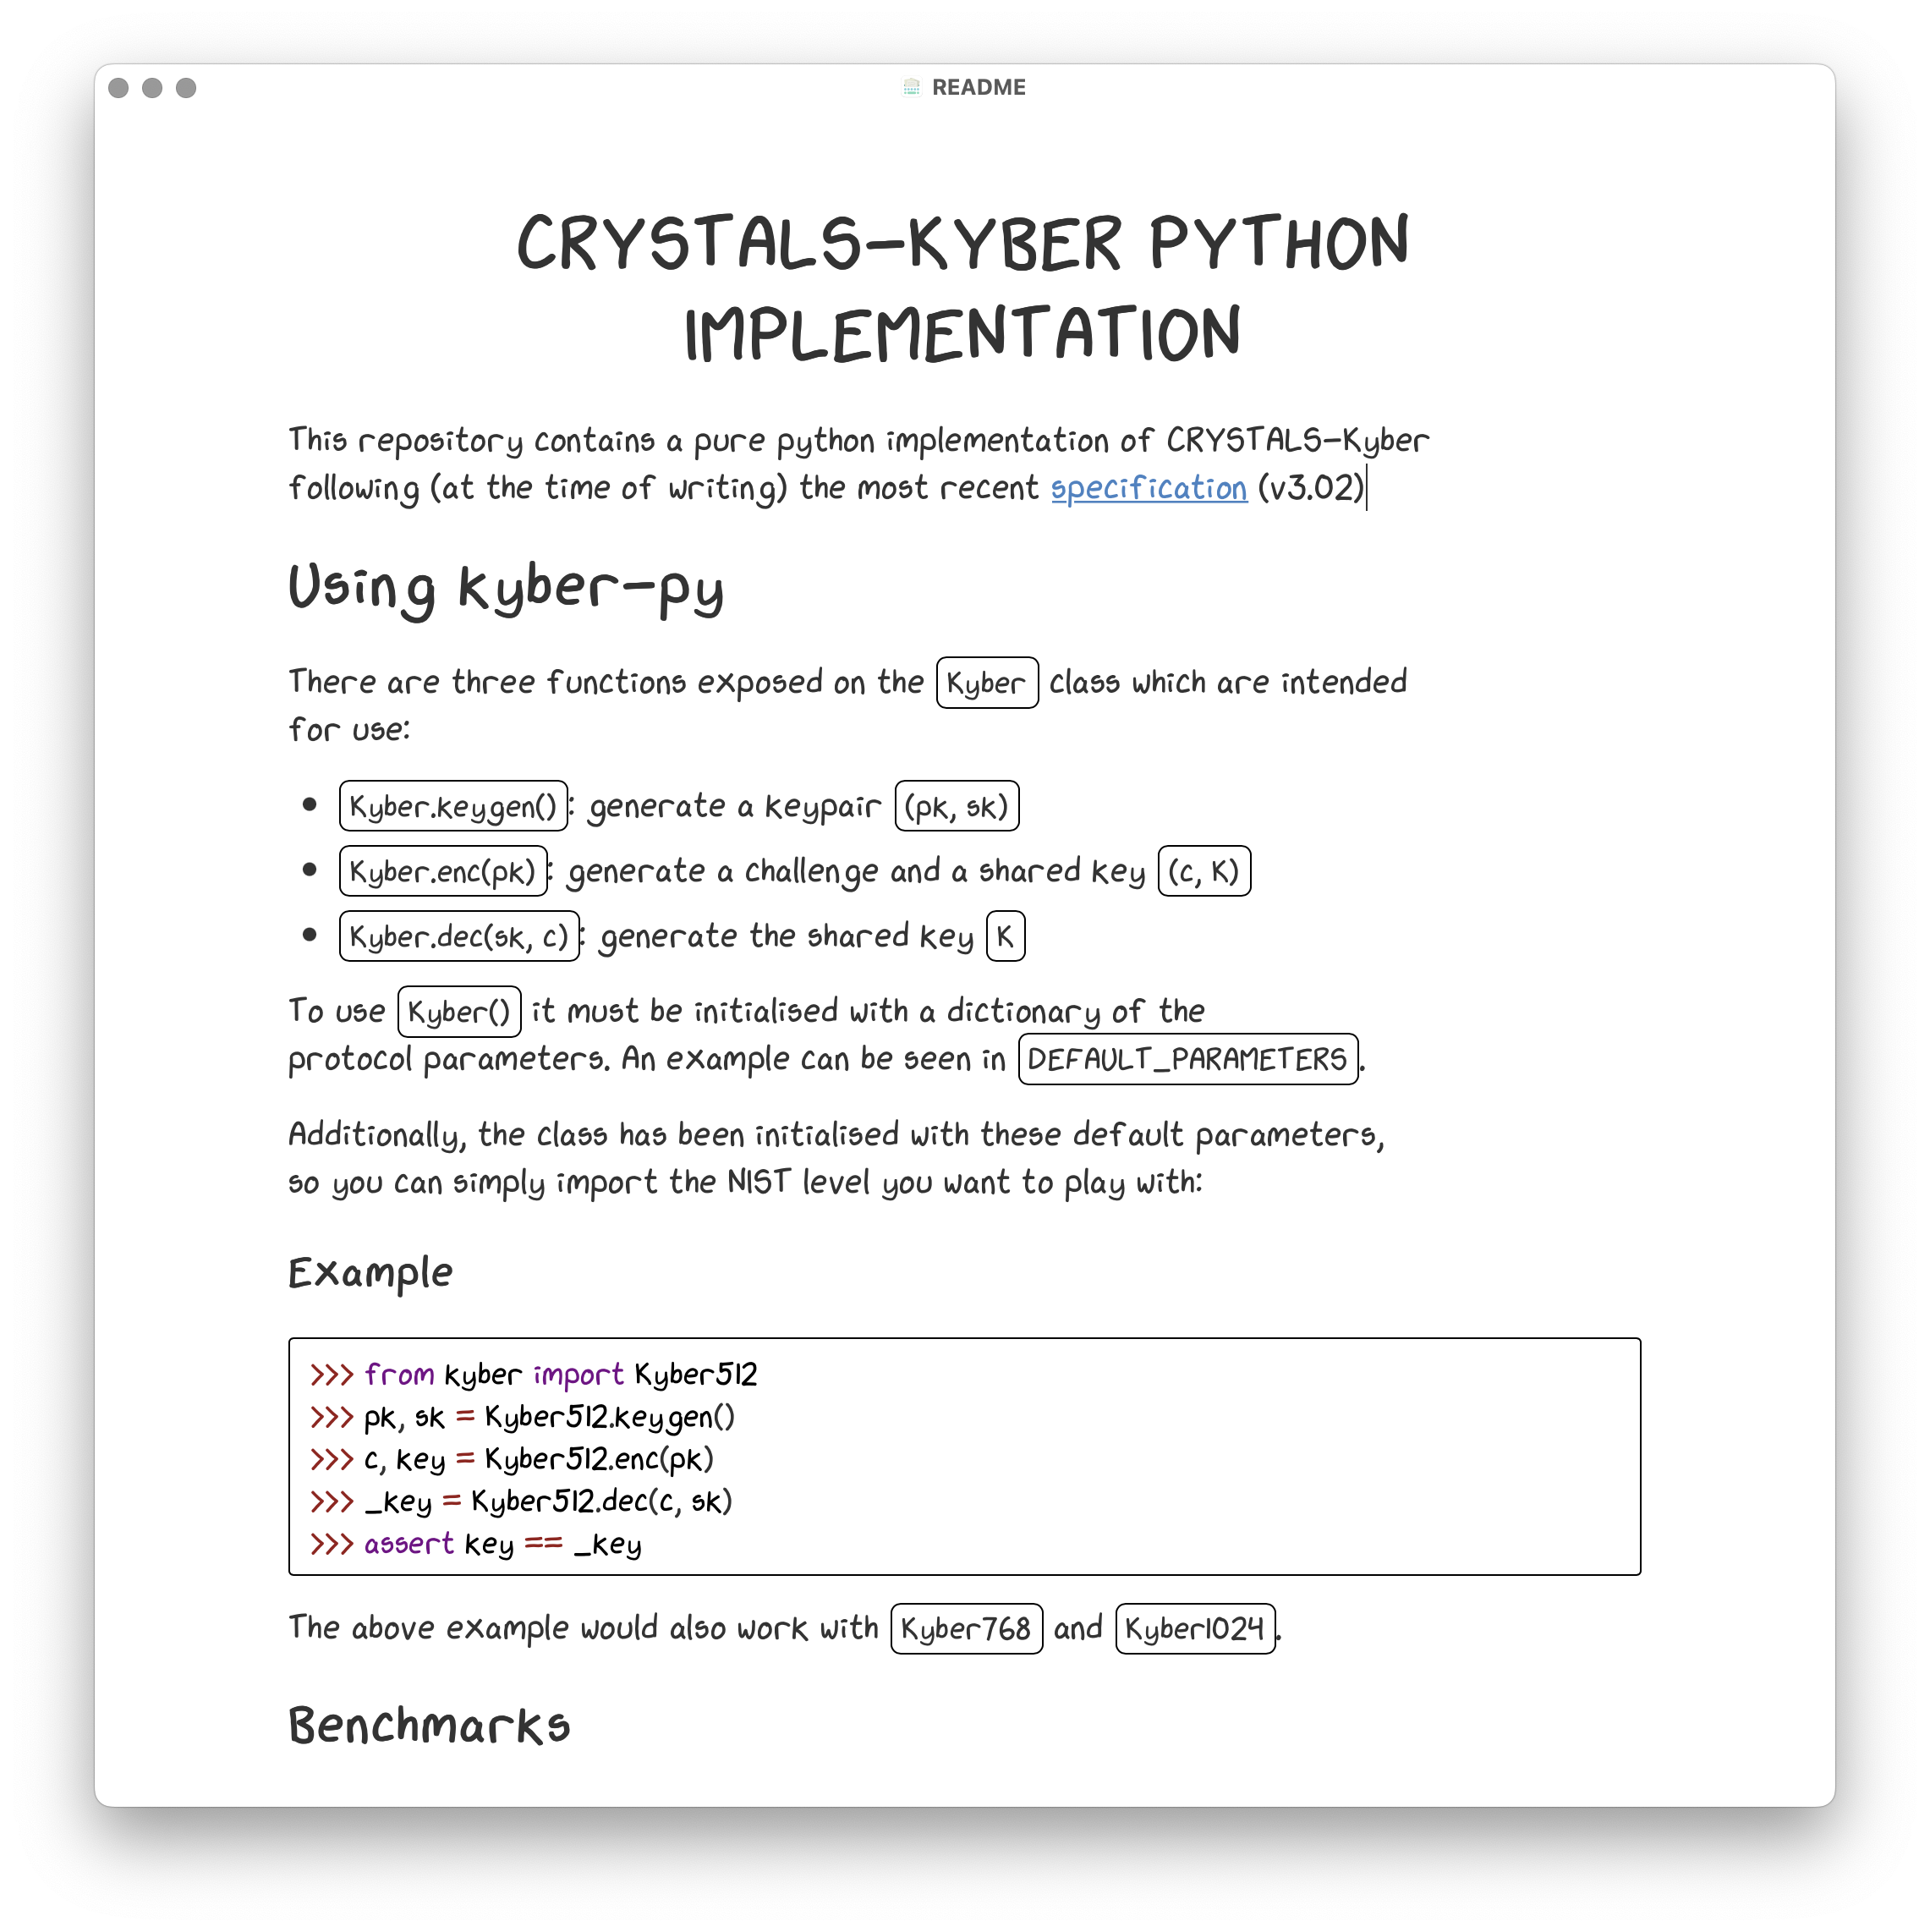 README
CRYSTALS-KYBER PYTHON
IMPLEMENTATION
This repository contains a pure python implementation of CRYSTALS-Kyber
following (at the time of writing) the most recent specification (v3.02)
Using kyber-py
There are three functions exposed on the Kyber class which are intended
for use:
• Kyber.keygen(): generate a keypair (pk, sk)
• Kyber.enc(pk): generate a challenge and a shared key (c, K)
• Kyber.dec(sk, c): generate the shared key K
To use Kyber() it must be initialised with a dictionary of the
protocol parameters. An example can be seen in DEFAULT_PARAMETERS.
Additionally, the class has been initialised with these default parameters,
so you can simply import the NIST level you want to play with:
Example
>>> from kyber import Kyber512
>>> pk, sk = Kyber512.keygen()
>>> c, key = Kyber512.enc(pk)
>>> _key = Kyber512.dec(c, sk)
>>> assert key == _key
The above example would also work with Kyber768 and Kyber1024.
Benchmarks